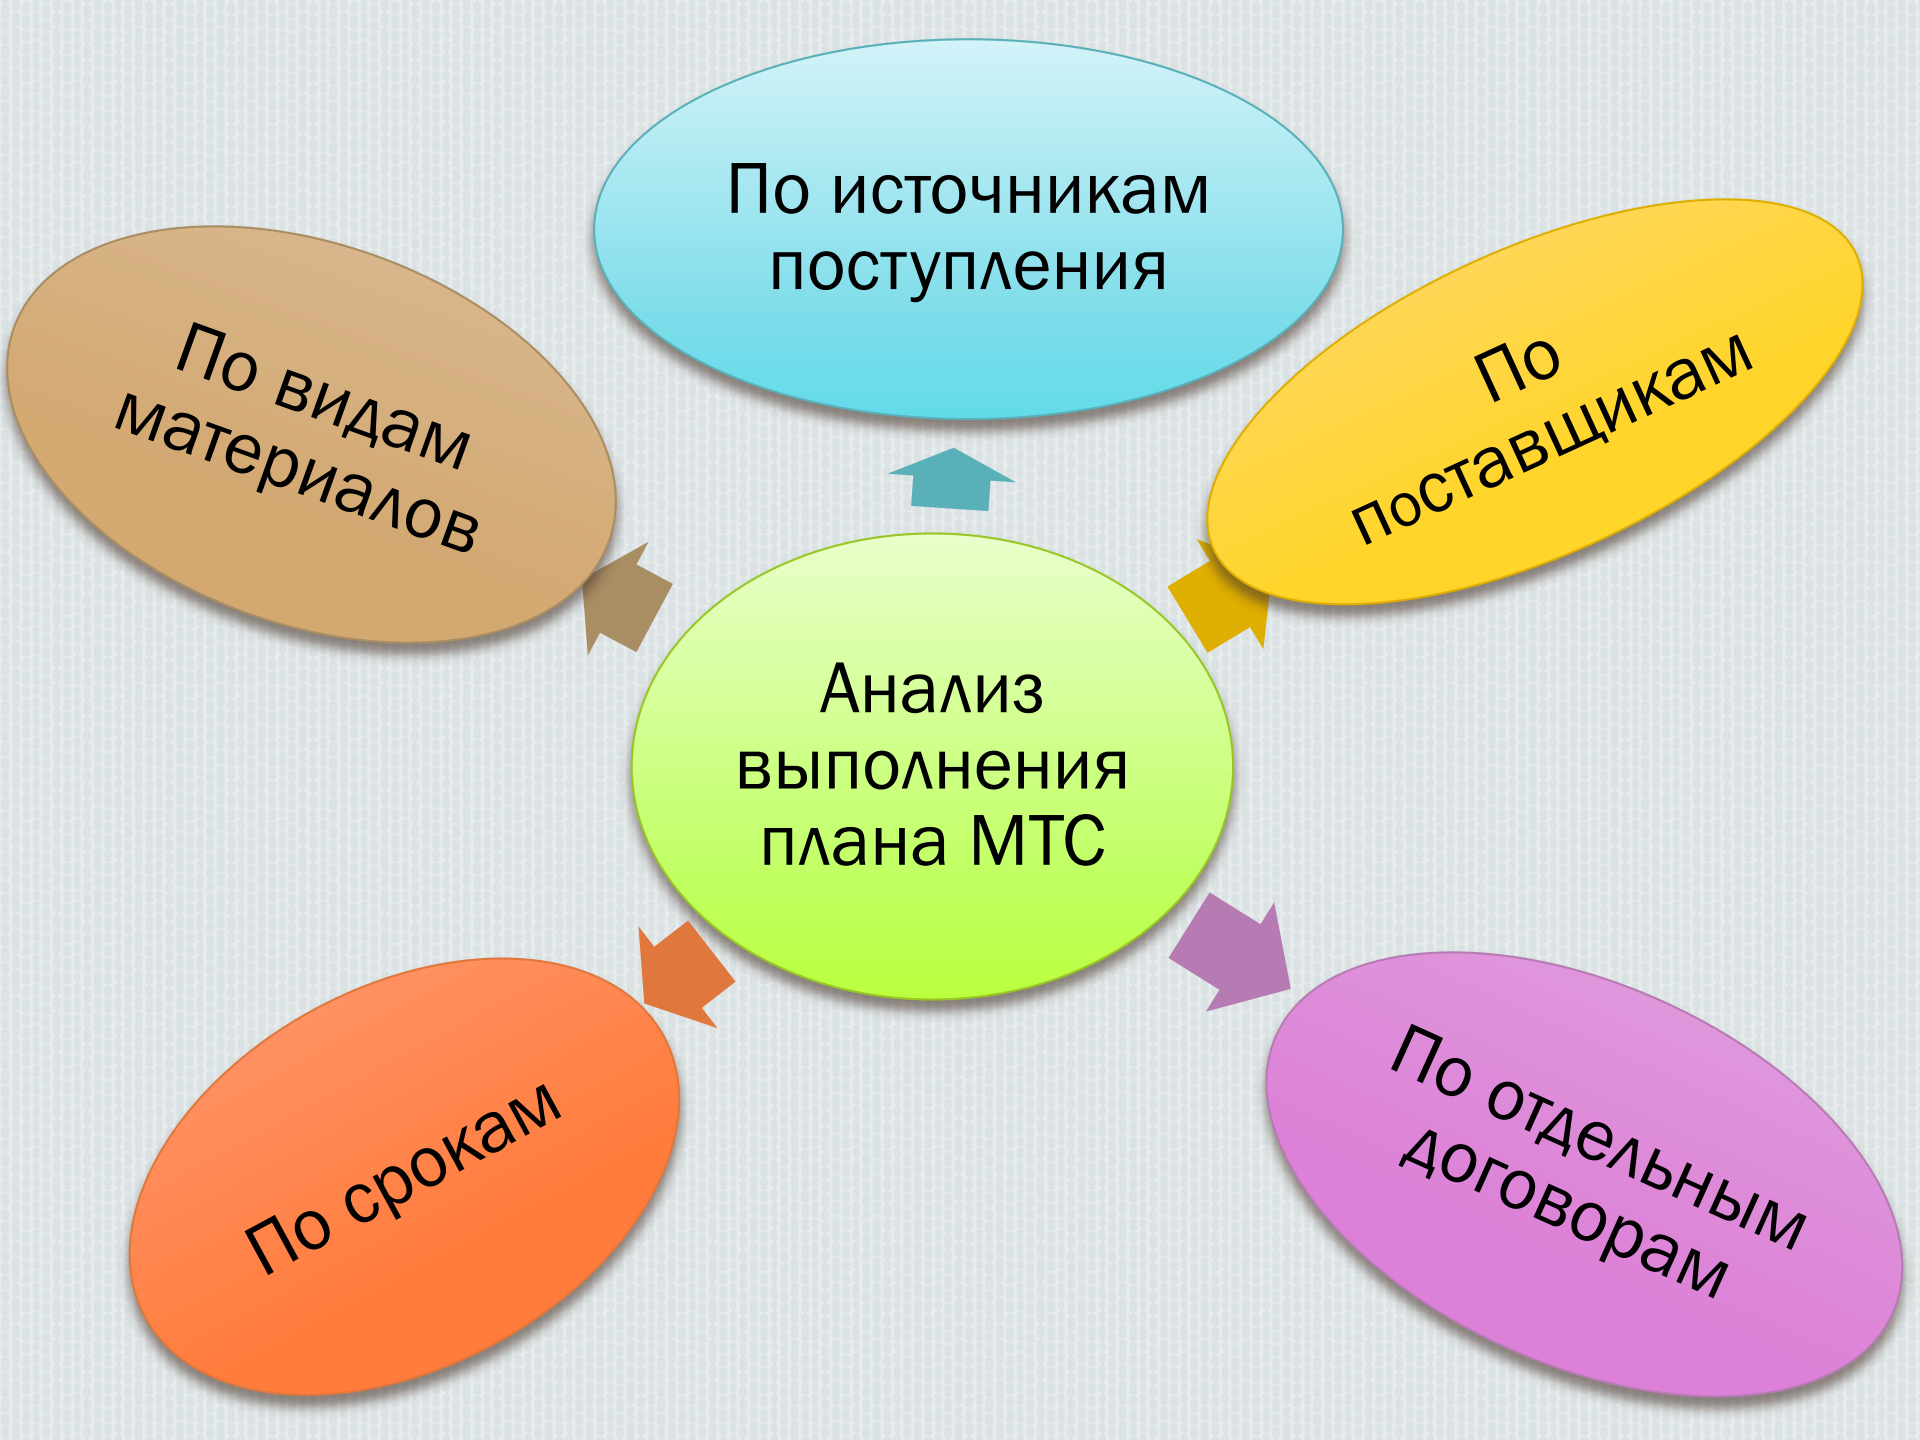 По источникам
поступления
По видам
материалов
По
поставщикам
Анализ
выполнения
плана МТС
По срокам
По отдельным
договорам